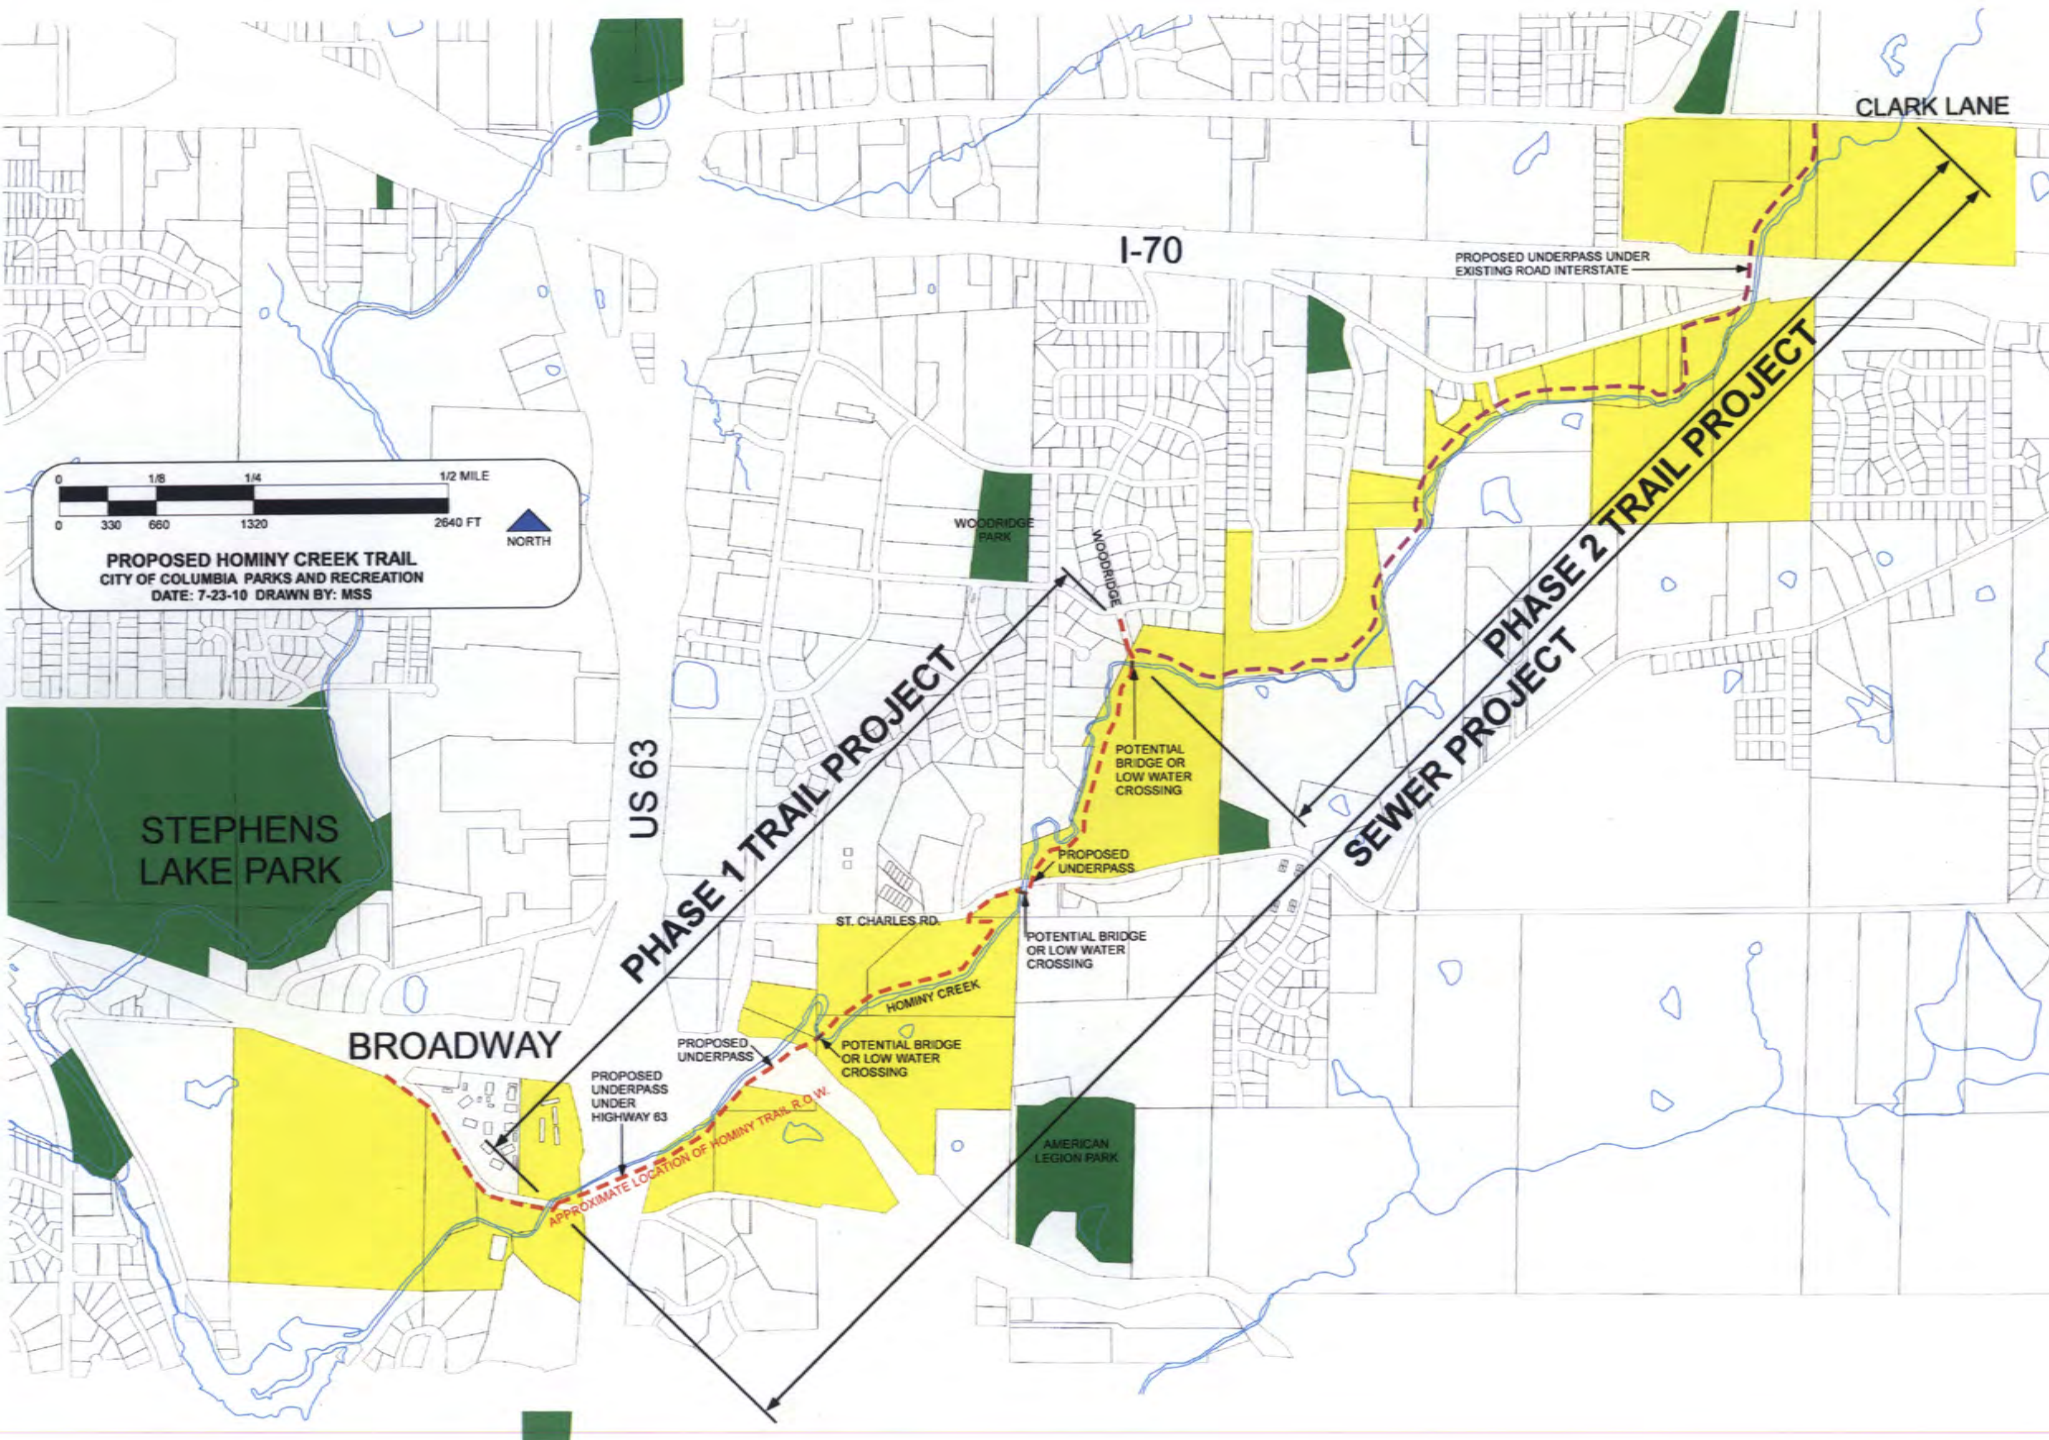 CLARK LANE
I-70
PROPOSED UNDERPASS UNDER
EXISTING ROAD INTERSTATE
0 1/8 1/4 1/2 MILE
0 330 660 1320 2640 FT
NORTH
PROPOSED HOMINY CREEK TRAIL
CITY OF COLUMBIA PARKS AND RECREATION
DATE: 7-23-10 DRAWN BY: MSS
WOODRIDGE
PARK
WOODRIDGE
PHASE 2 TRAIL PROJECT
SEWER PROJECT
PHASE 1 TRAIL PROJECT
US 63
STEPHENS
LAKE PARK
POTENTIAL
BRIDGE OR
LOW WATER
CROSSING
PROPOSED
UNDERPASS
ST. CHARLES RD.
POTENTIAL BRIDGE
OR LOW WATER
CROSSING
HOMINY CREEK
BROADWAY
PROPOSED
UNDERPASS
POTENTIAL BRIDGE
OR LOW WATER
CROSSING
PROPOSED
UNDERPASS
UNDER
HIGHWAY 63
APPROXIMATE LOCATION OF HOMINY TRAIL R.O.W.
AMERICAN
LEGION PARK